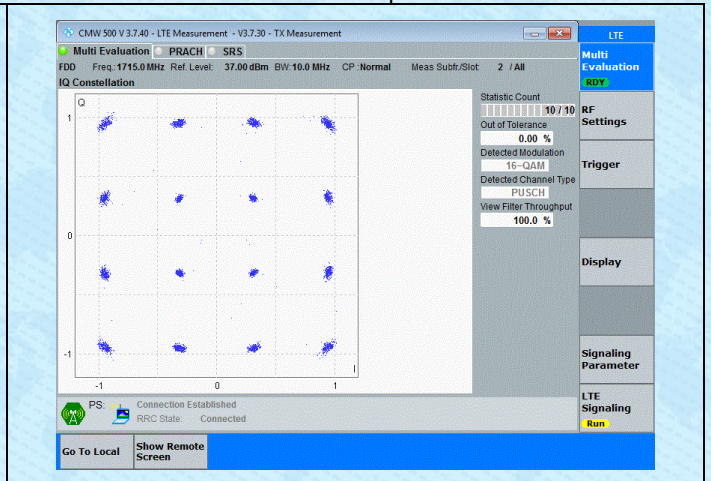 CMW 500 V 3.7.40 - LTE Measurement - V3.7.30 - TX Measurement
LTE
Multi Evaluation PRACH SRS
FDD Freq.: 1715.0 MHz Ref. Level: 37.00 dBm BW: 10.0 MHz CP : Normal Meas Subfr./Slot: 2 / All
IQ Constellation
Q
1
0
-1
I
-1 0 1
Statistic Count
10 / 10
Out of Tolerance
0.00 %
Detected Modulation
16-QAM
Detected Channel Type
PUSCH
View Filter Throughput
100.0 %
Multi
Evaluation
RDY
RF
Settings
Trigger
Display
Signaling
Parameter
LTE
Signaling
Run
PS: Connection Established
RRC State: Connected
Go To Local
Show Remote
Screen